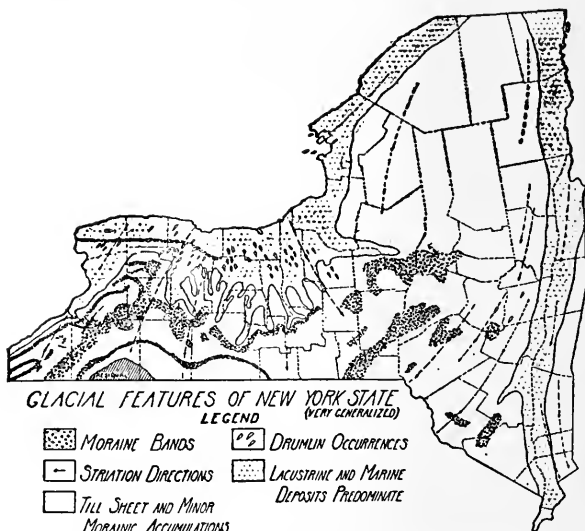 GLACIAL FEATURES OF NEW YORK STATE
(VERY GENERALIZED)
LEGEND
MORAINE BANDS
DRUMLIN OCCURRENCES
STRIATION DIRECTIONS
LACUSTRINE AND MARINE
DEPOSITS PREDOMINATE
TILL SHEET AND MINOR
MORAINIC ACCUMULATIONS